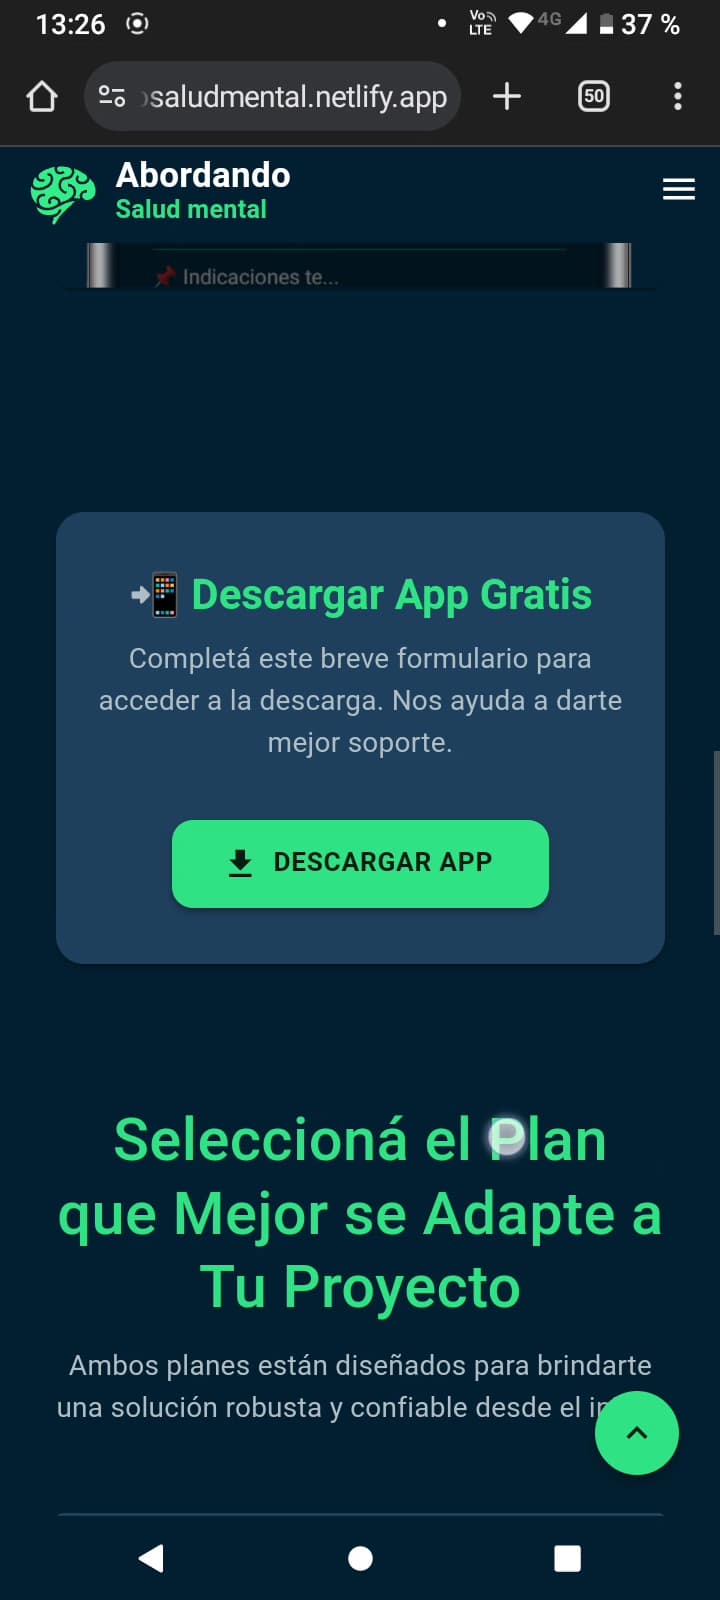 13:26 Vo LTE 4G 37 %
saludmental.netlify.app 50
Abordando
Salud mental
📌 Indicaciones te...
📲 Descargar App Gratis
Completá este breve formulario para
acceder a la descarga. Nos ayuda a darte
mejor soporte.
DESCARGAR APP
Seleccioná el Plan
que Mejor se Adapte a
Tu Proyecto
Ambos planes están diseñados para brindarte
una solución robusta y confiable desde el